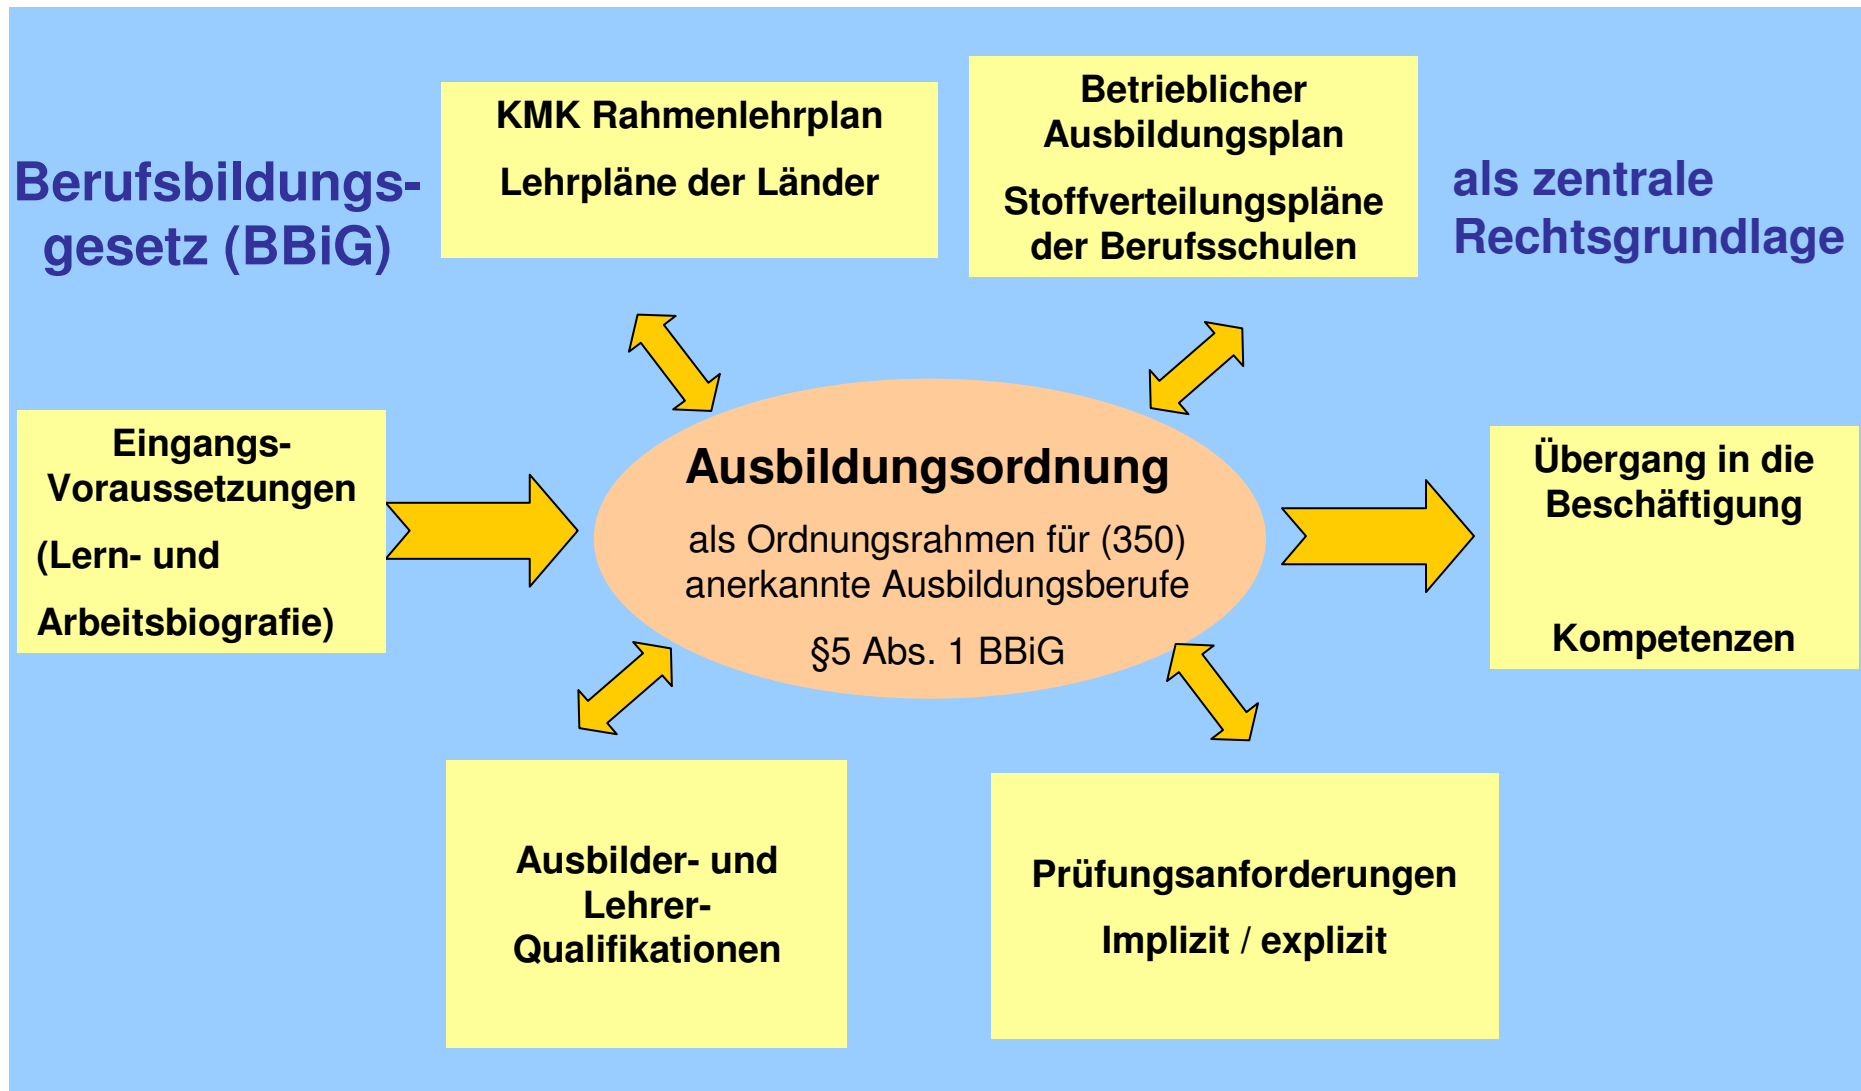 Berufsbildungs-
gesetz (BBiG)
KMK Rahmenlehrplan
Lehrpläne der Länder
Betrieblicher
Ausbildungsplan
Stoffverteilungspläne
der Berufsschulen
als zentrale
Rechtsgrundlage
Eingangs-
Voraussetzungen
(Lern- und
Arbeitsbiografie)
Ausbildungsordnung
als Ordnungsrahmen für (350)
anerkannte Ausbildungsberufe
§5 Abs. 1 BBiG
Übergang in die
Beschäftigung
Kompetenzen
Ausbilder- und
Lehrer-
Qualifikationen
Prüfungsanforderungen
Implizit / explizit